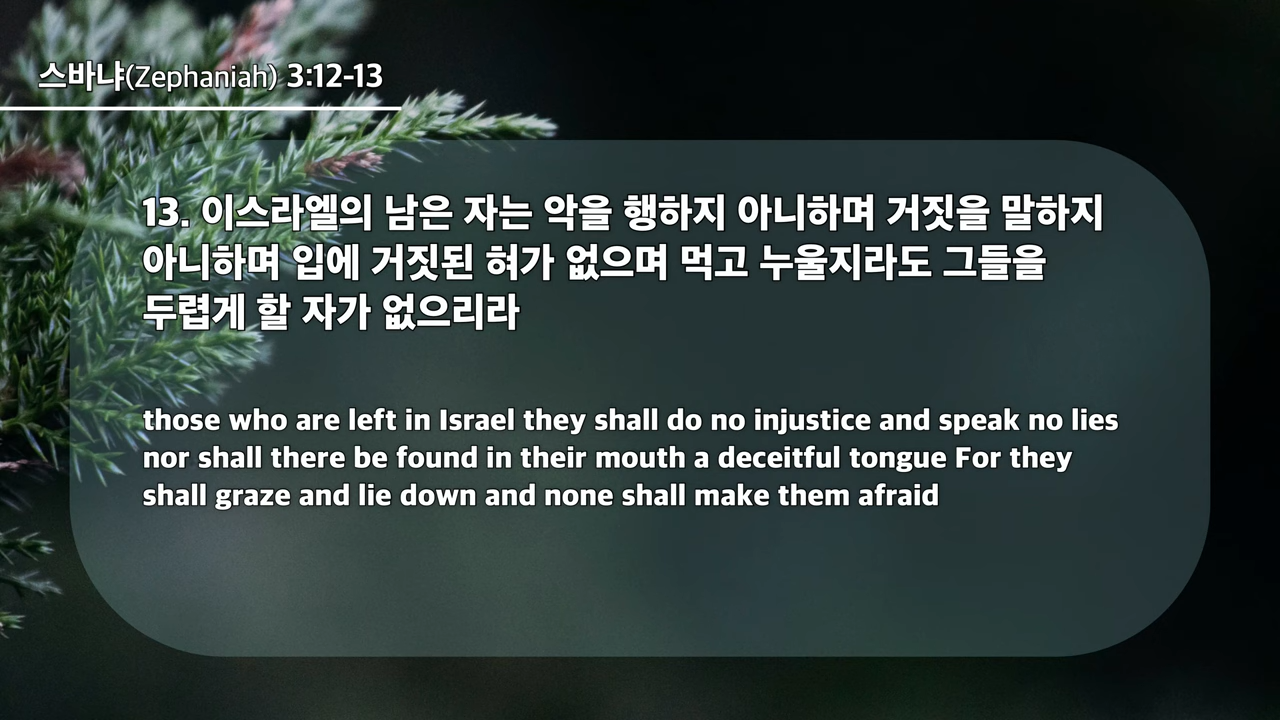 스바냐(Zephaniah) 3:12-13
13. 이스라엘의 남은 자는 악을 행하지 아니하며 거짓을 말하지
아니하며 입에 거짓된 혀가 없으며 먹고 누울지라도 그들을
두렵게 할 자가 없으리라
those who are left in Israel they shall do no injustice and speak no lies
nor shall there be found in their mouth a deceitful tongue For they
shall graze and lie down and none shall make them afraid